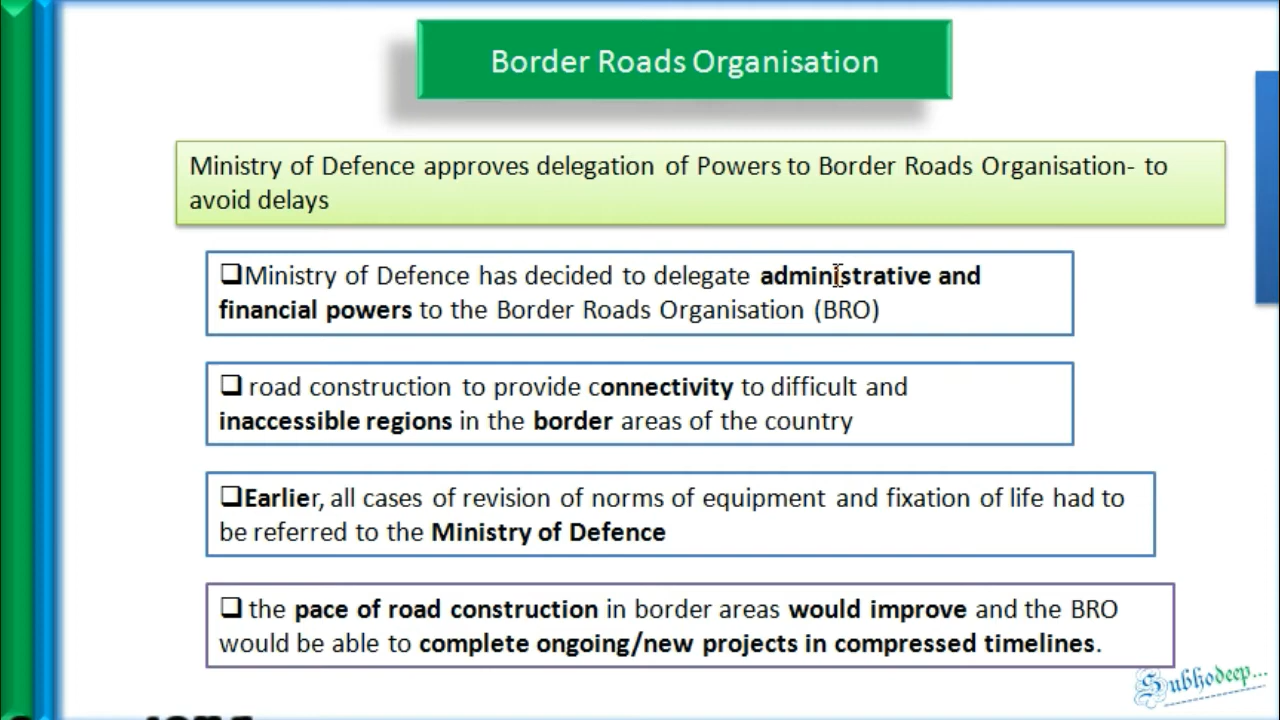 Border Roads Organisation
Ministry of Defence approves delegation of Powers to Border Roads Organisation- to
avoid delays
❑Ministry of Defence has decided to delegate administrative and
financial powers to the Border Roads Organisation (BRO)
❑ road construction to provide connectivity to difficult and
inaccessible regions in the border areas of the country
❑Earlier, all cases of revision of norms of equipment and fixation of life had to
be referred to the Ministry of Defence
❑ the pace of road construction in border areas would improve and the BRO
would be able to complete ongoing/new projects in compressed timelines.
Subhodeep...